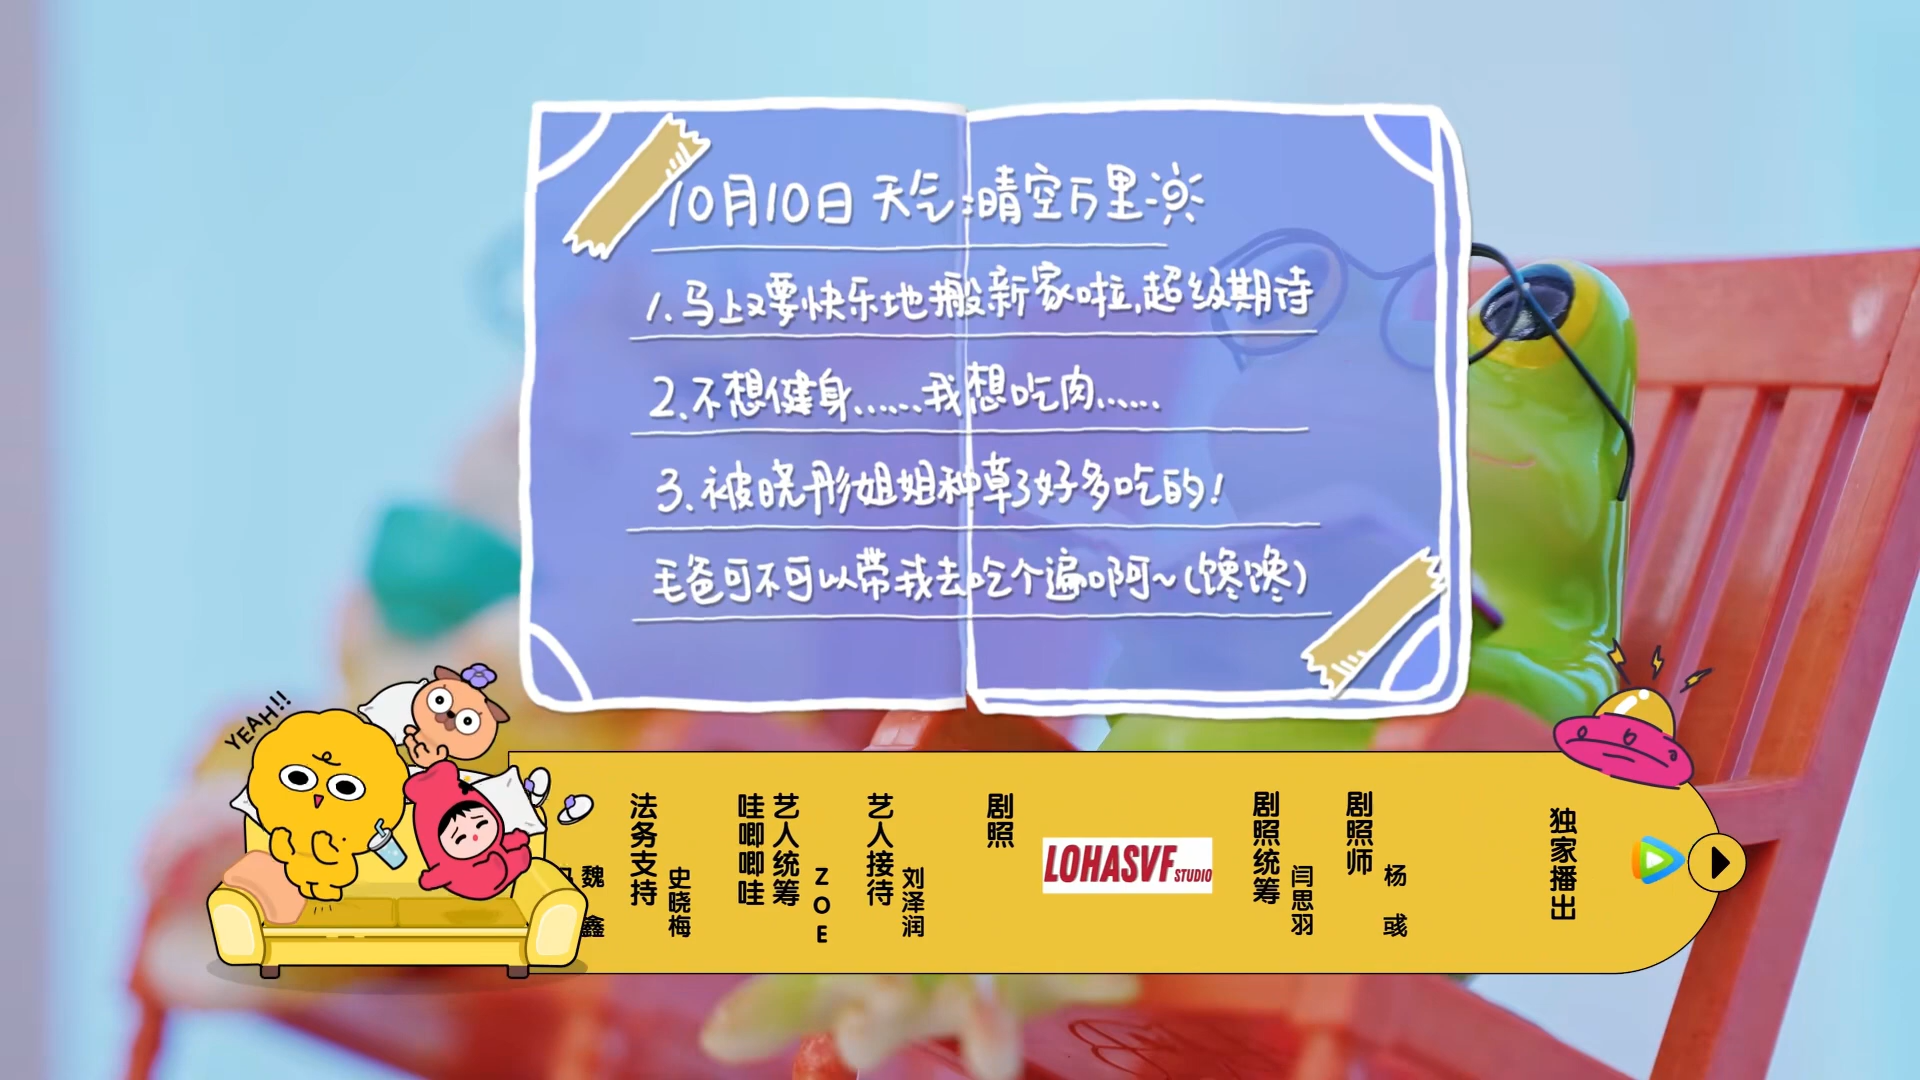 10月10日 天气:晴空万里
1.马上又要快乐地搬新家啦,超级期待
2.不想健身……我想吃肉……
3.被晓彤姐姐种草了好多吃的!
毛爸可不可以带我去吃个遍啊~(馋馋)
YEAH!!
魏鑫
法务支持
史晓梅
哇唧唧哇
艺人统筹
ZOE
艺人接待
刘泽润
剧照
LOHASVF STUDIO
剧照统筹
闫思羽
剧照师
杨彧
独家播出